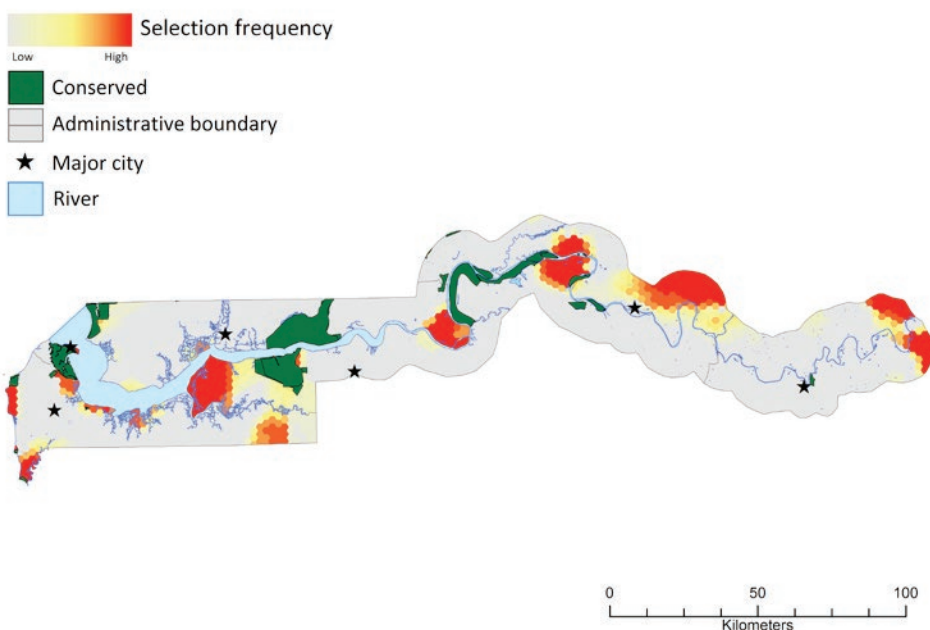 Selection frequency
Low High
Conserved
Administrative boundary
Major city
River
0 50 100
Kilometers